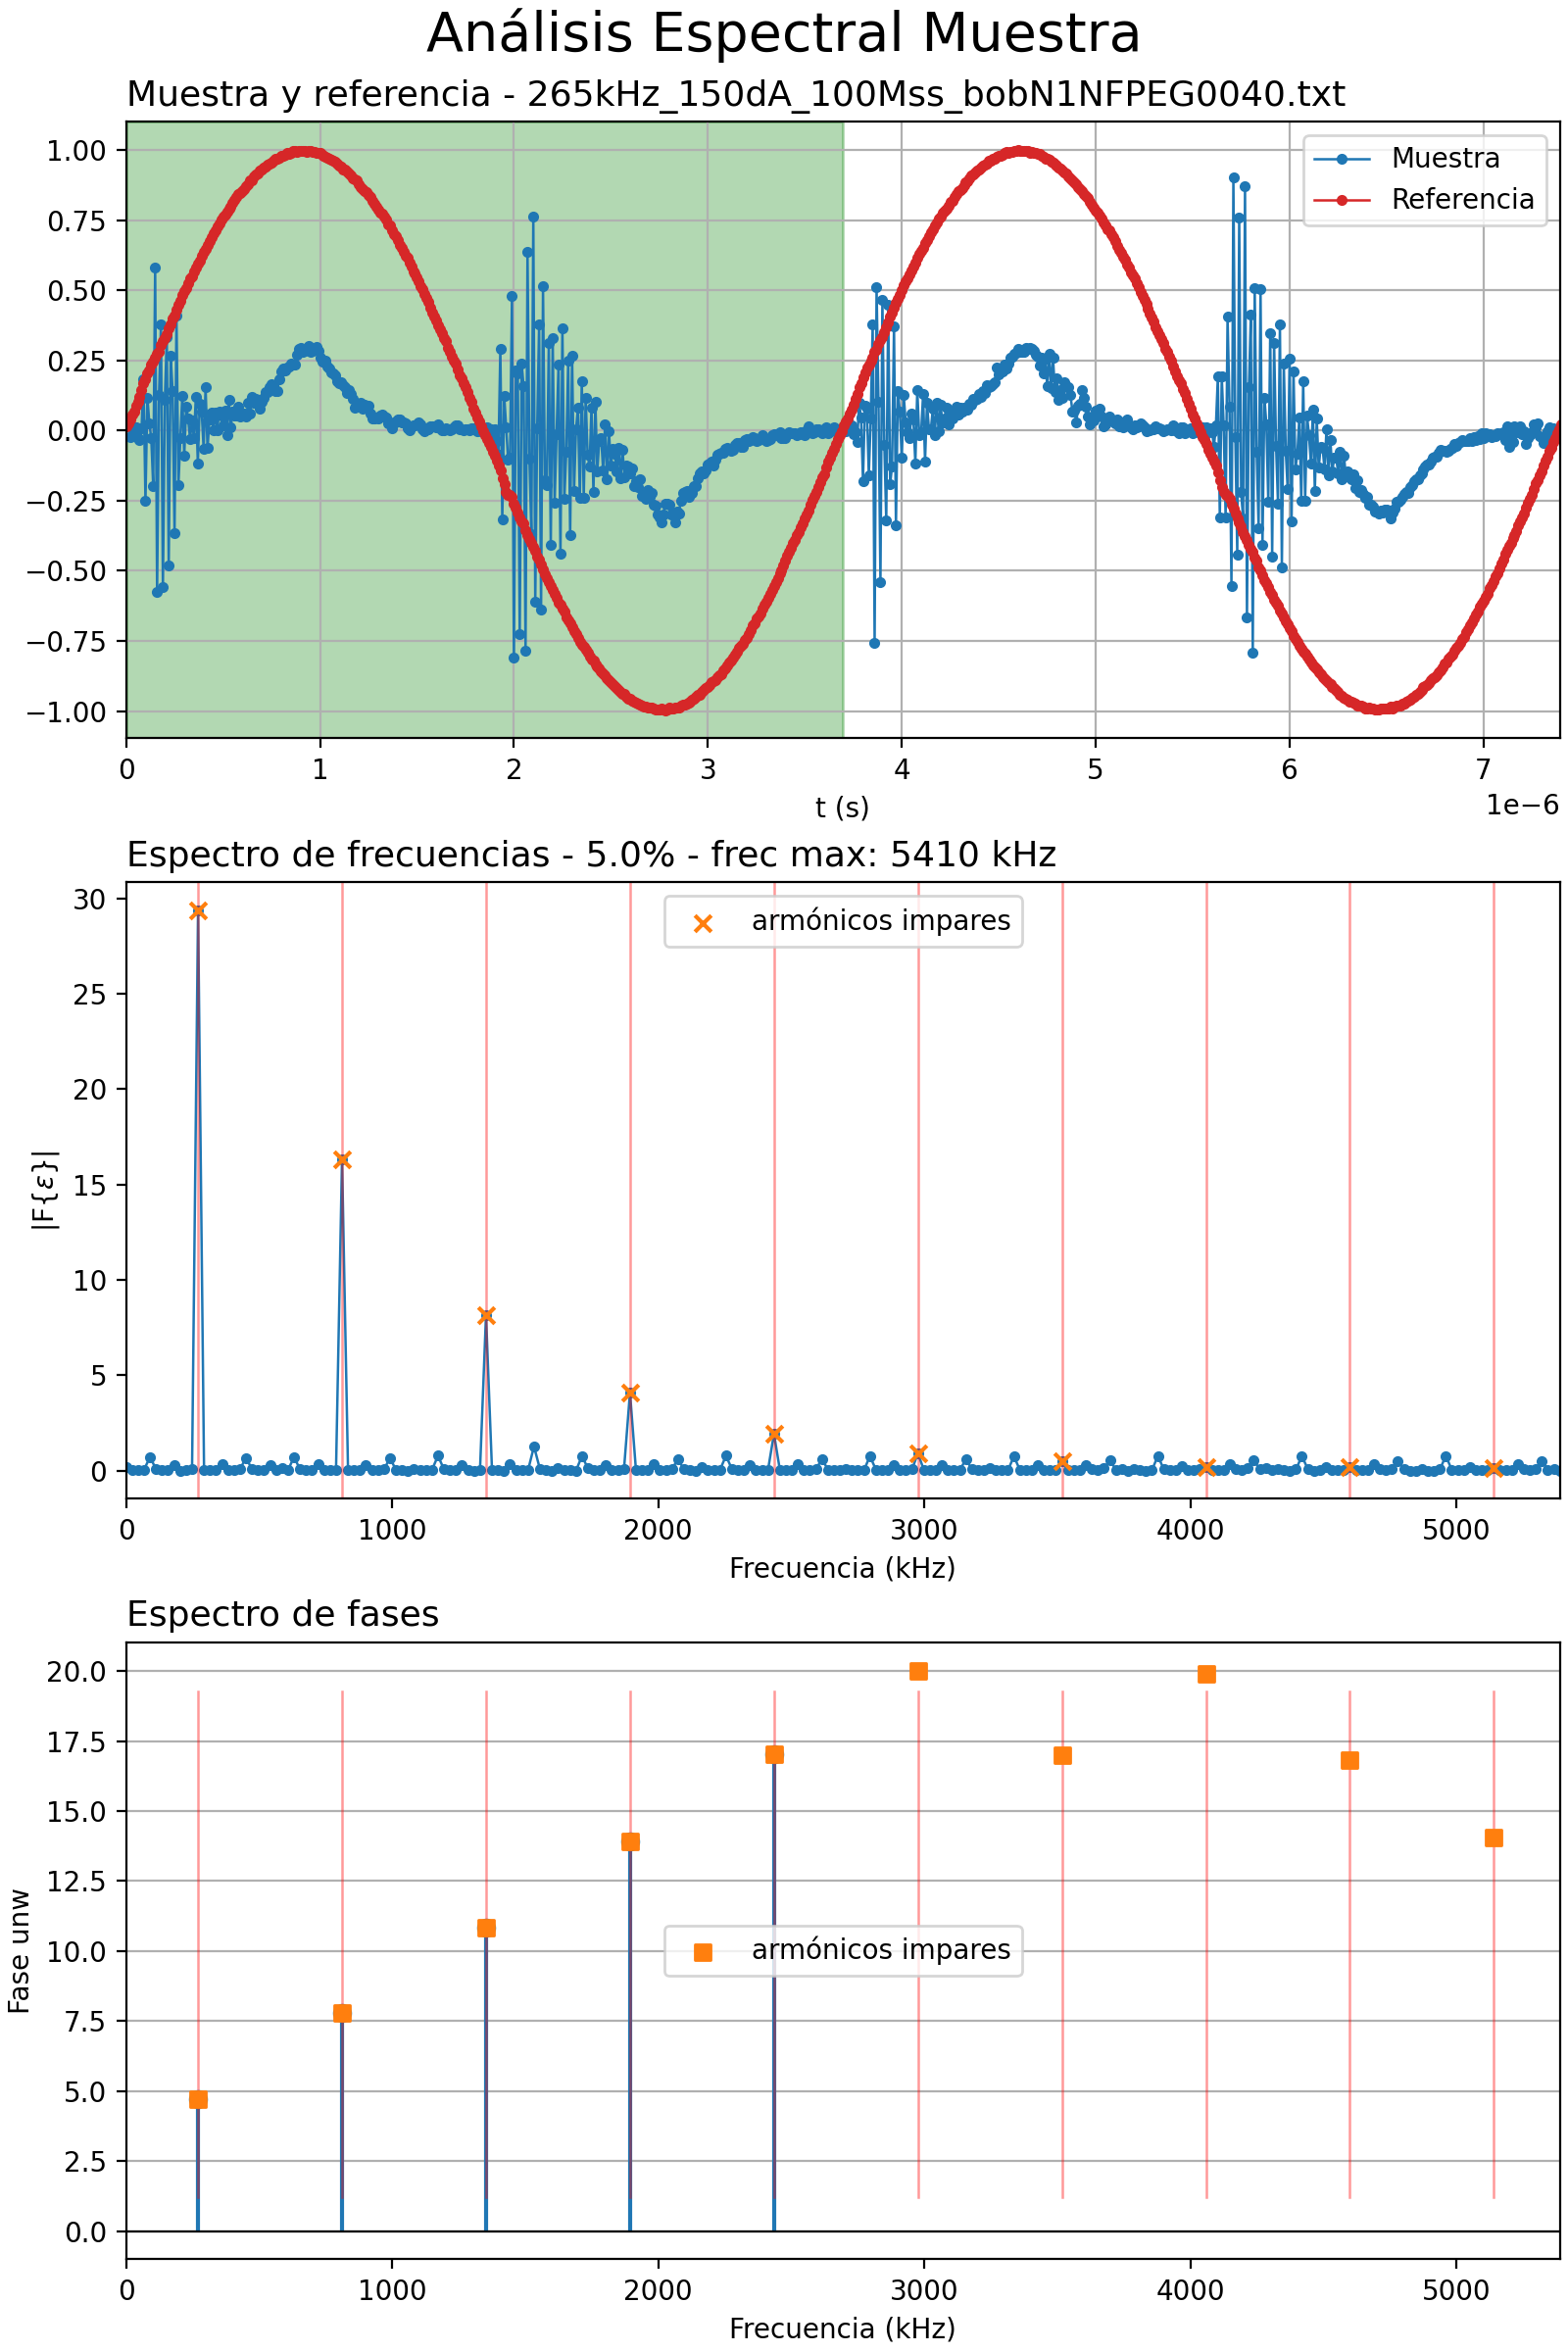 Análisis Espectral Muestra
Muestra y referencia - 265kHz_150dA_100Mss_bobN1NFPEG0040.txt
1.00
0.75
0.50
0.25
0.00
−0.25
−0.50
−0.75
−1.00
Muestra
Referencia
0 1 2 3 4 5 6 7
1e−6
t (s)
Espectro de frecuencias - 5.0% - frec max: 5410 kHz
30
25
20
15
10
5
0
|F{ε}|
armónicos impares
0 1000 2000 3000 4000 5000
Frecuencia (kHz)
Espectro de fases
20.0
17.5
15.0
12.5
10.0
7.5
5.0
2.5
0.0
Fase unw
armónicos impares
0 1000 2000 3000 4000 5000
Frecuencia (kHz)